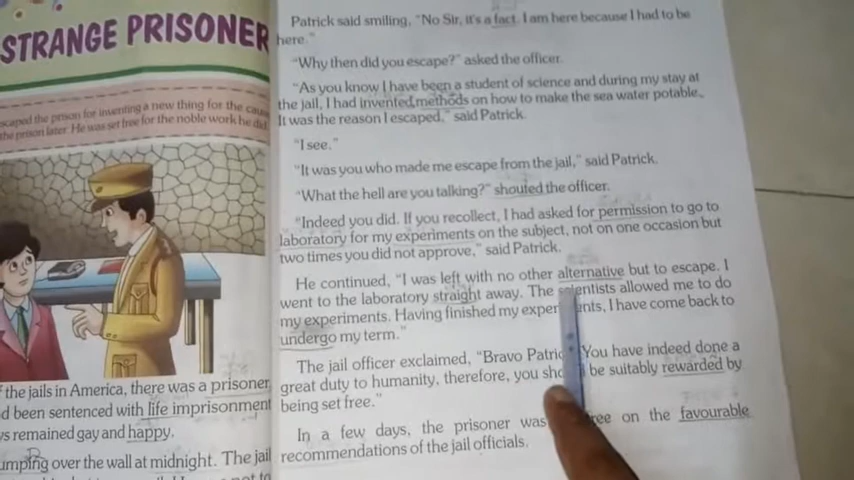 STRANGE PRISONER
scaped the prison for inventing a new thing for the caus
the prison later. He was set free for the noble work he did.
f the jails in America, there was a prisoner
d been sentenced with life imprisonment
ys remained gay and happy.
umping over the wall at midnight. The jail
Patrick said smiling, "No Sir, it's a fact. I am here because I had to be
here."
"Why then did you escape?" asked the officer.
"As you know I have been a student of science and during my stay at
the jail, I had invented methods on how to make the sea water potable.
It was the reason I escaped," said Patrick.
"I see."
"It was you who made me escape from the jail," said Patrick.
"What the hell are you talking?" shouted the officer.
"Indeed you did. If you recollect, I had asked for permission to go to
laboratory for my experiments on the subject, not on one occasion but
two times you did not approve," said Patrick.
He continued, "I was left with no other alternative but to escape. I
went to the laboratory straight away. The scientists allowed me to do
my experiments. Having finished my experiments, I have come back to
undergo my term."
The jail officer exclaimed, "Bravo Patric You have indeed done a
great duty to humanity, therefore, you sho be suitably rewarded by
being set free."
In a few days, the prisoner was ree on the favourable
recommendations of the jail officials.